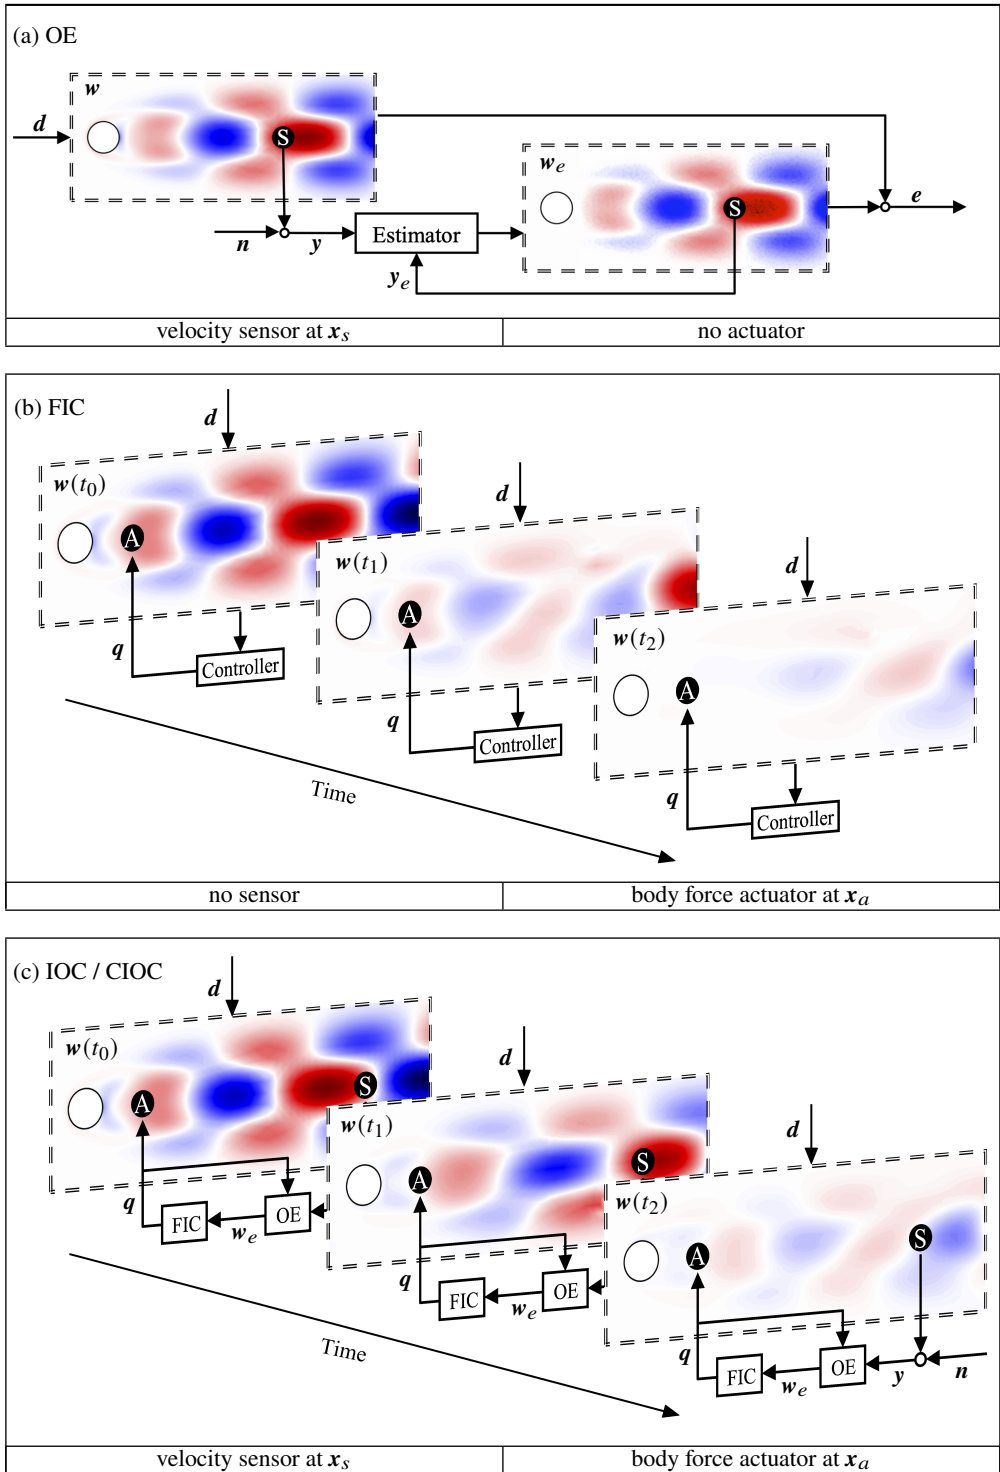 (a) OE
w
d
S
w_e
S
e
n
y
Estimator
y_e
velocity sensor at x_s
no actuator
(b) FIC
d
w(t_0)
A
q
Controller
d
w(t_1)
A
q
Controller
d
w(t_2)
A
q
Controller
Time
no sensor
body force actuator at x_a
(c) IOC / CIOC
d
w(t_0)
A
S
q
FIC
w_e
OE
d
w(t_1)
A
S
q
FIC
w_e
OE
d
w(t_2)
A
S
q
FIC
w_e
OE
y
n
Time
velocity sensor at x_s
body force actuator at x_a